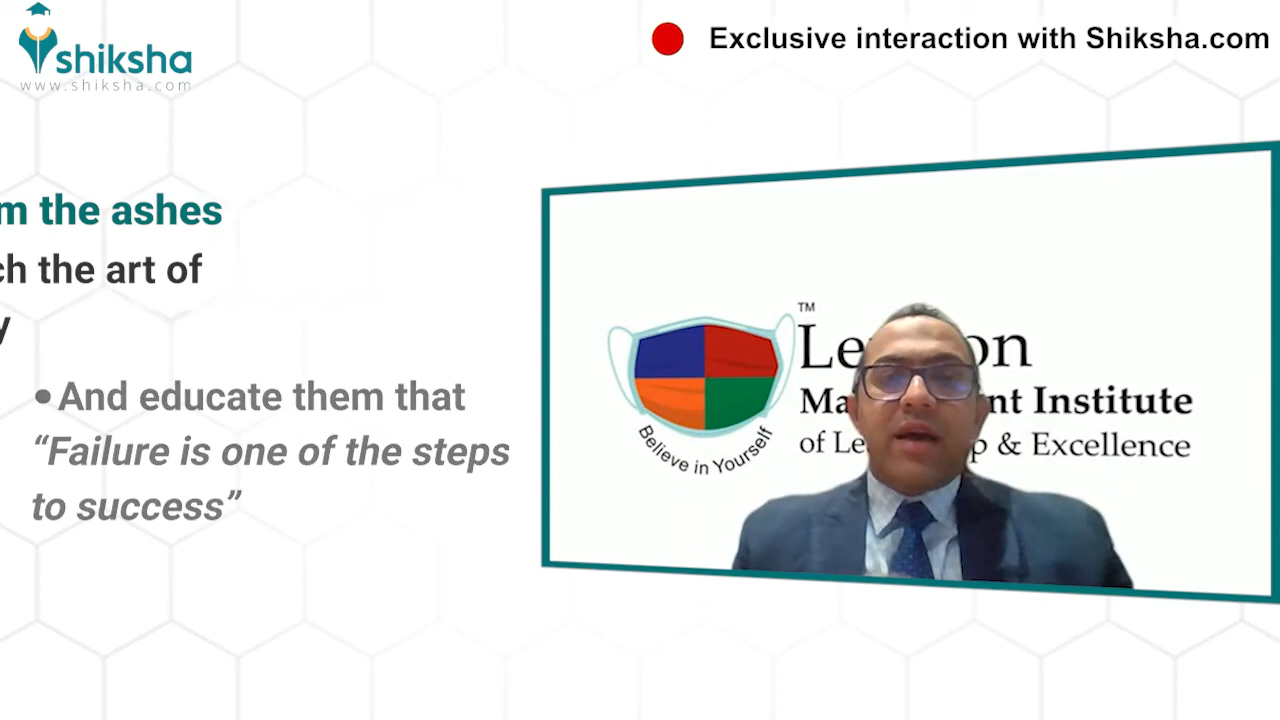 shiksha
www.shiksha.com
Exclusive interaction with Shiksha.com
the ashes
the art of
• And educate them that
“Failure is one of the steps
to success”
TM
Institute
of & Excellence
Believe in Yourself